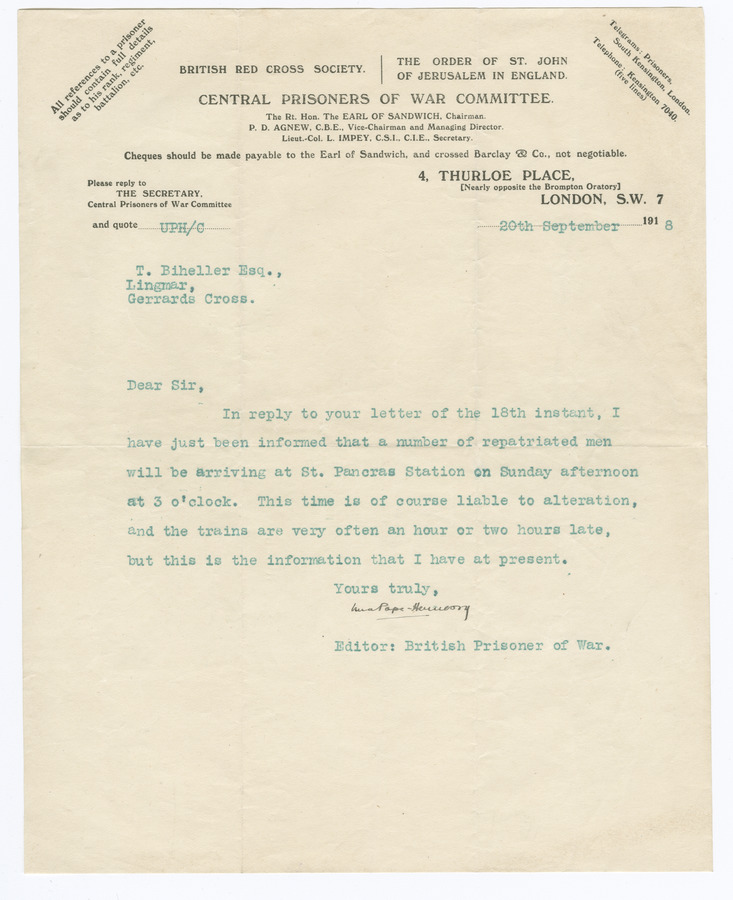 All references to a prisoner
should contain full details
as to his rank, regiment,
battalion, etc.
Telegrams: Prisoners,
South Kensington, London.
Telephone: Kensington 7040.
(five lines)
BRITISH RED CROSS SOCIETY.
THE ORDER OF ST. JOHN
OF JERUSALEM IN ENGLAND.
CENTRAL PRISONERS OF WAR COMMITTEE.
The Rt. Hon. The EARL OF SANDWICH, Chairman.
P. D. AGNEW, C.B.E., Vice-Chairman and Managing Director.
Lieut.-Col. L. IMPEY, C.S.I., C.I.E., Secretary.
Cheques should be made payable to the Earl of Sandwich, and crossed Barclay & Co., not negotiable.
Please reply to
THE SECRETARY,
Central Prisoners of War Committee
and quote UPH/C
4, THURLOE PLACE,
[Nearly opposite the Brompton Oratory]
LONDON, S.W. 7
20th September 1918
T. Biheller Esq.,
Lingmar,
Gerrards Cross.
Dear Sir,
In reply to your letter of the 18th instant, I
have just been informed that a number of repatriated men
will be arriving at St. Pancras Station on Sunday afternoon
at 3 o'clock. This time is of course liable to alteration,
and the trains are very often an hour or two hours late,
but this is the information that I have at present.
Yours truly,
Una Pope-Hennessy
Editor: British Prisoner of War.